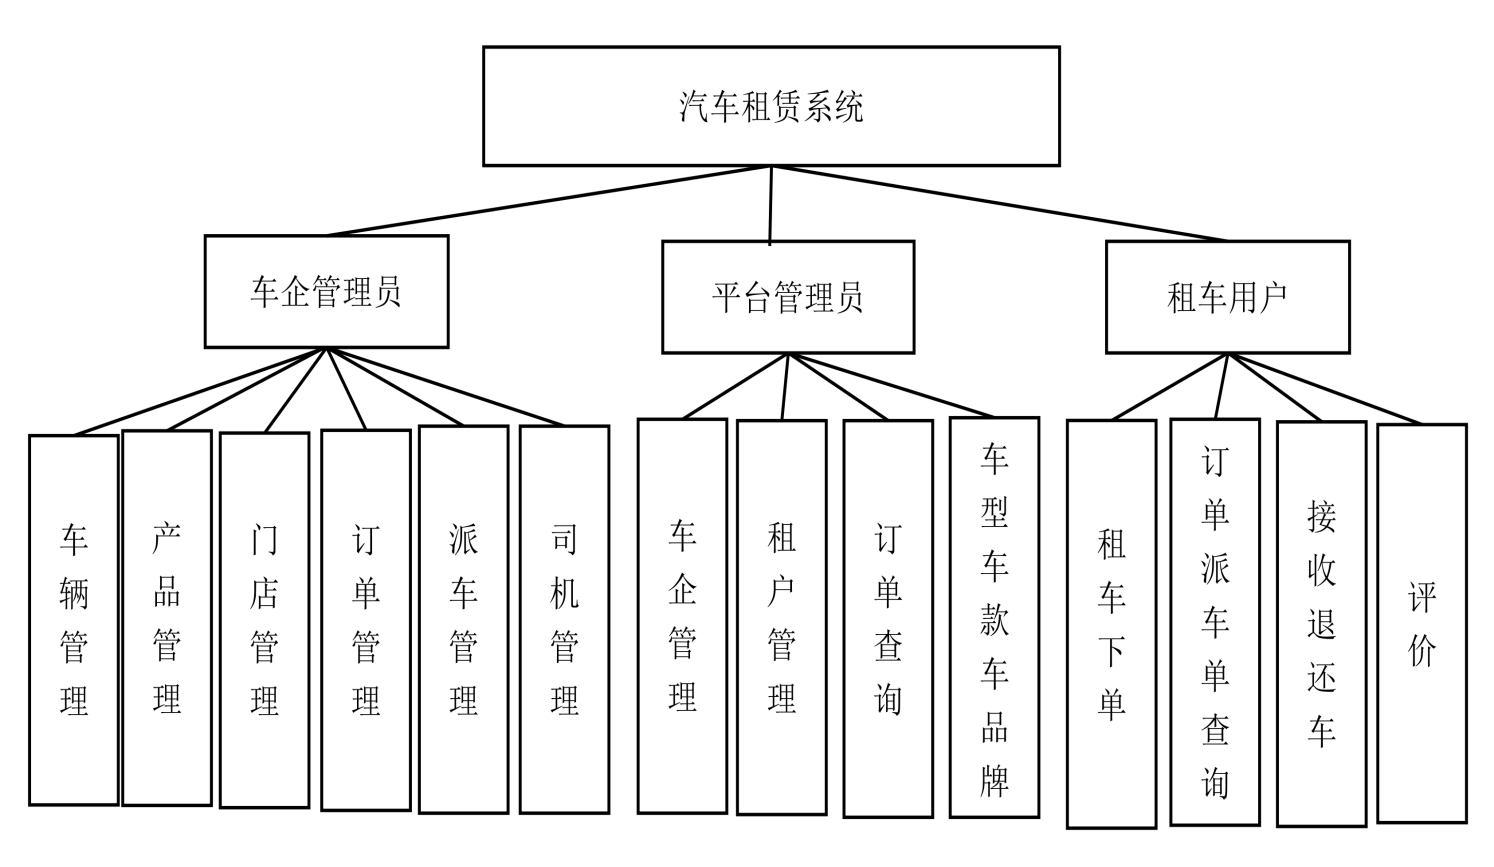 汽车租赁系统
车企管理员
平台管理员
租车用户
车辆管理
产品管理
门店管理
订单管理
派车管理
司机管理
车企管理
租户管理
订单查询
车型车款车品牌
租车下单
订单派车单查询
接收退还车
评价